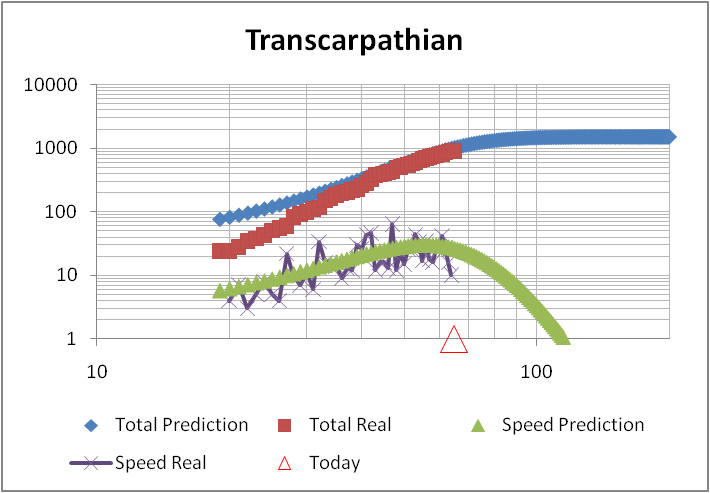 Transcarpathian
10000
1000
100
10
1
10 100
Total Prediction Total Real Speed Prediction
Speed Real Today